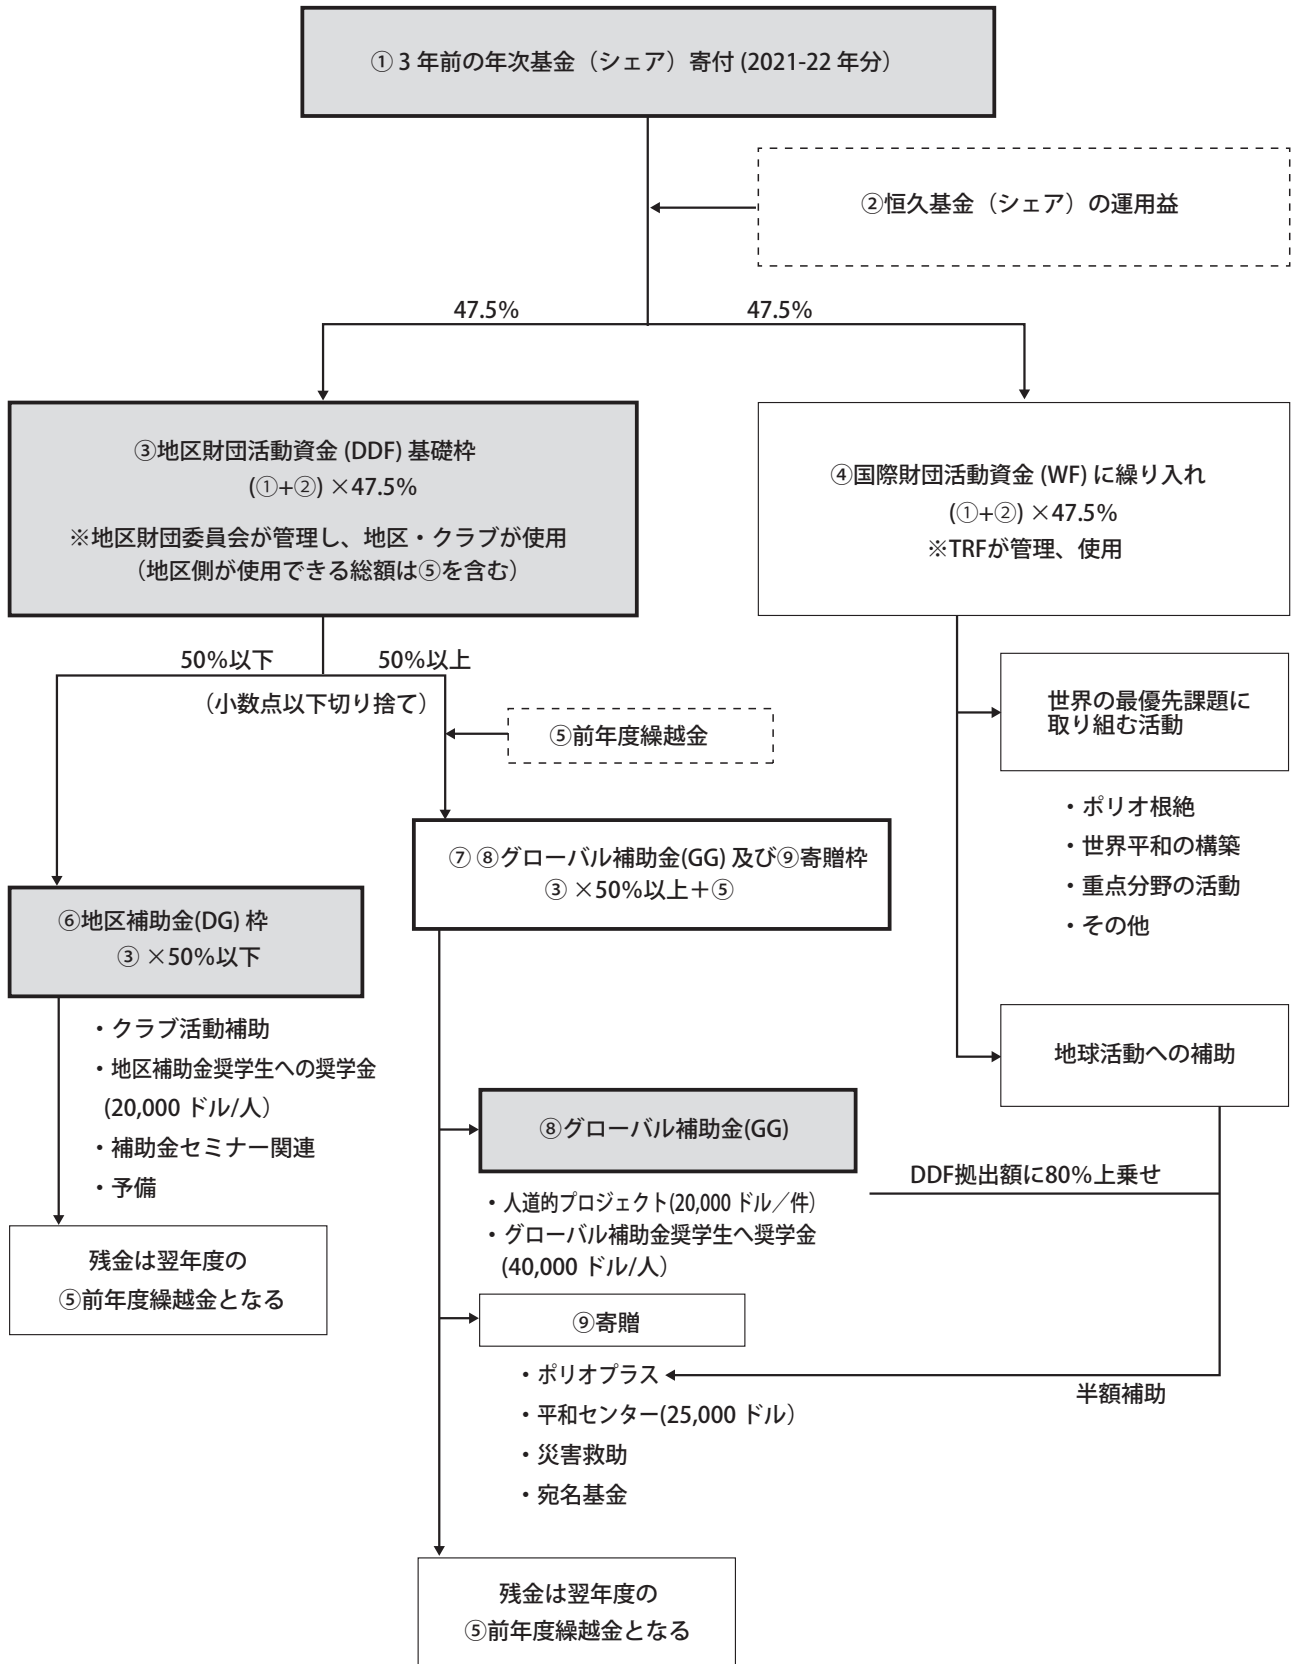 ① 3 年前の年次基金（シェア）寄付 (2021-22 年分）
②恒久基金（シェア）の運用益
47.5%
47.5%
③地区財団活動資金 (DDF) 基礎枠
(①+②) ×47.5%
※地区財団委員会が管理し、地区・クラブが使用
（地区側が使用できる総額は⑤を含む）
④国際財団活動資金 (WF) に繰り入れ
(①+②) ×47.5%
※TRFが管理、使用
50%以下
50%以上
（小数点以下切り捨て）
⑤前年度繰越金
世界の最優先課題に
取り組む活動
・ポリオ根絶
・世界平和の構築
・重点分野の活動
・その他
⑦ ⑧グローバル補助金(GG) 及び⑨寄贈枠
③ ×50%以上＋⑤
⑥地区補助金(DG) 枠
③ ×50%以下
・クラブ活動補助
・地区補助金奨学生への奨学金
(20,000 ドル/人）
・補助金セミナー関連
・予備
地球活動への補助
⑧グローバル補助金(GG)
DDF拠出額に80%上乗せ
・人道的プロジェクト(20,000 ドル／件）
・グローバル補助金奨学生へ奨学金
(40,000 ドル/人）
残金は翌年度の
⑤前年度繰越金となる
⑨寄贈
・ポリオプラス
半額補助
・平和センター(25,000 ドル）
・災害救助
・宛名基金
残金は翌年度の
⑤前年度繰越金となる